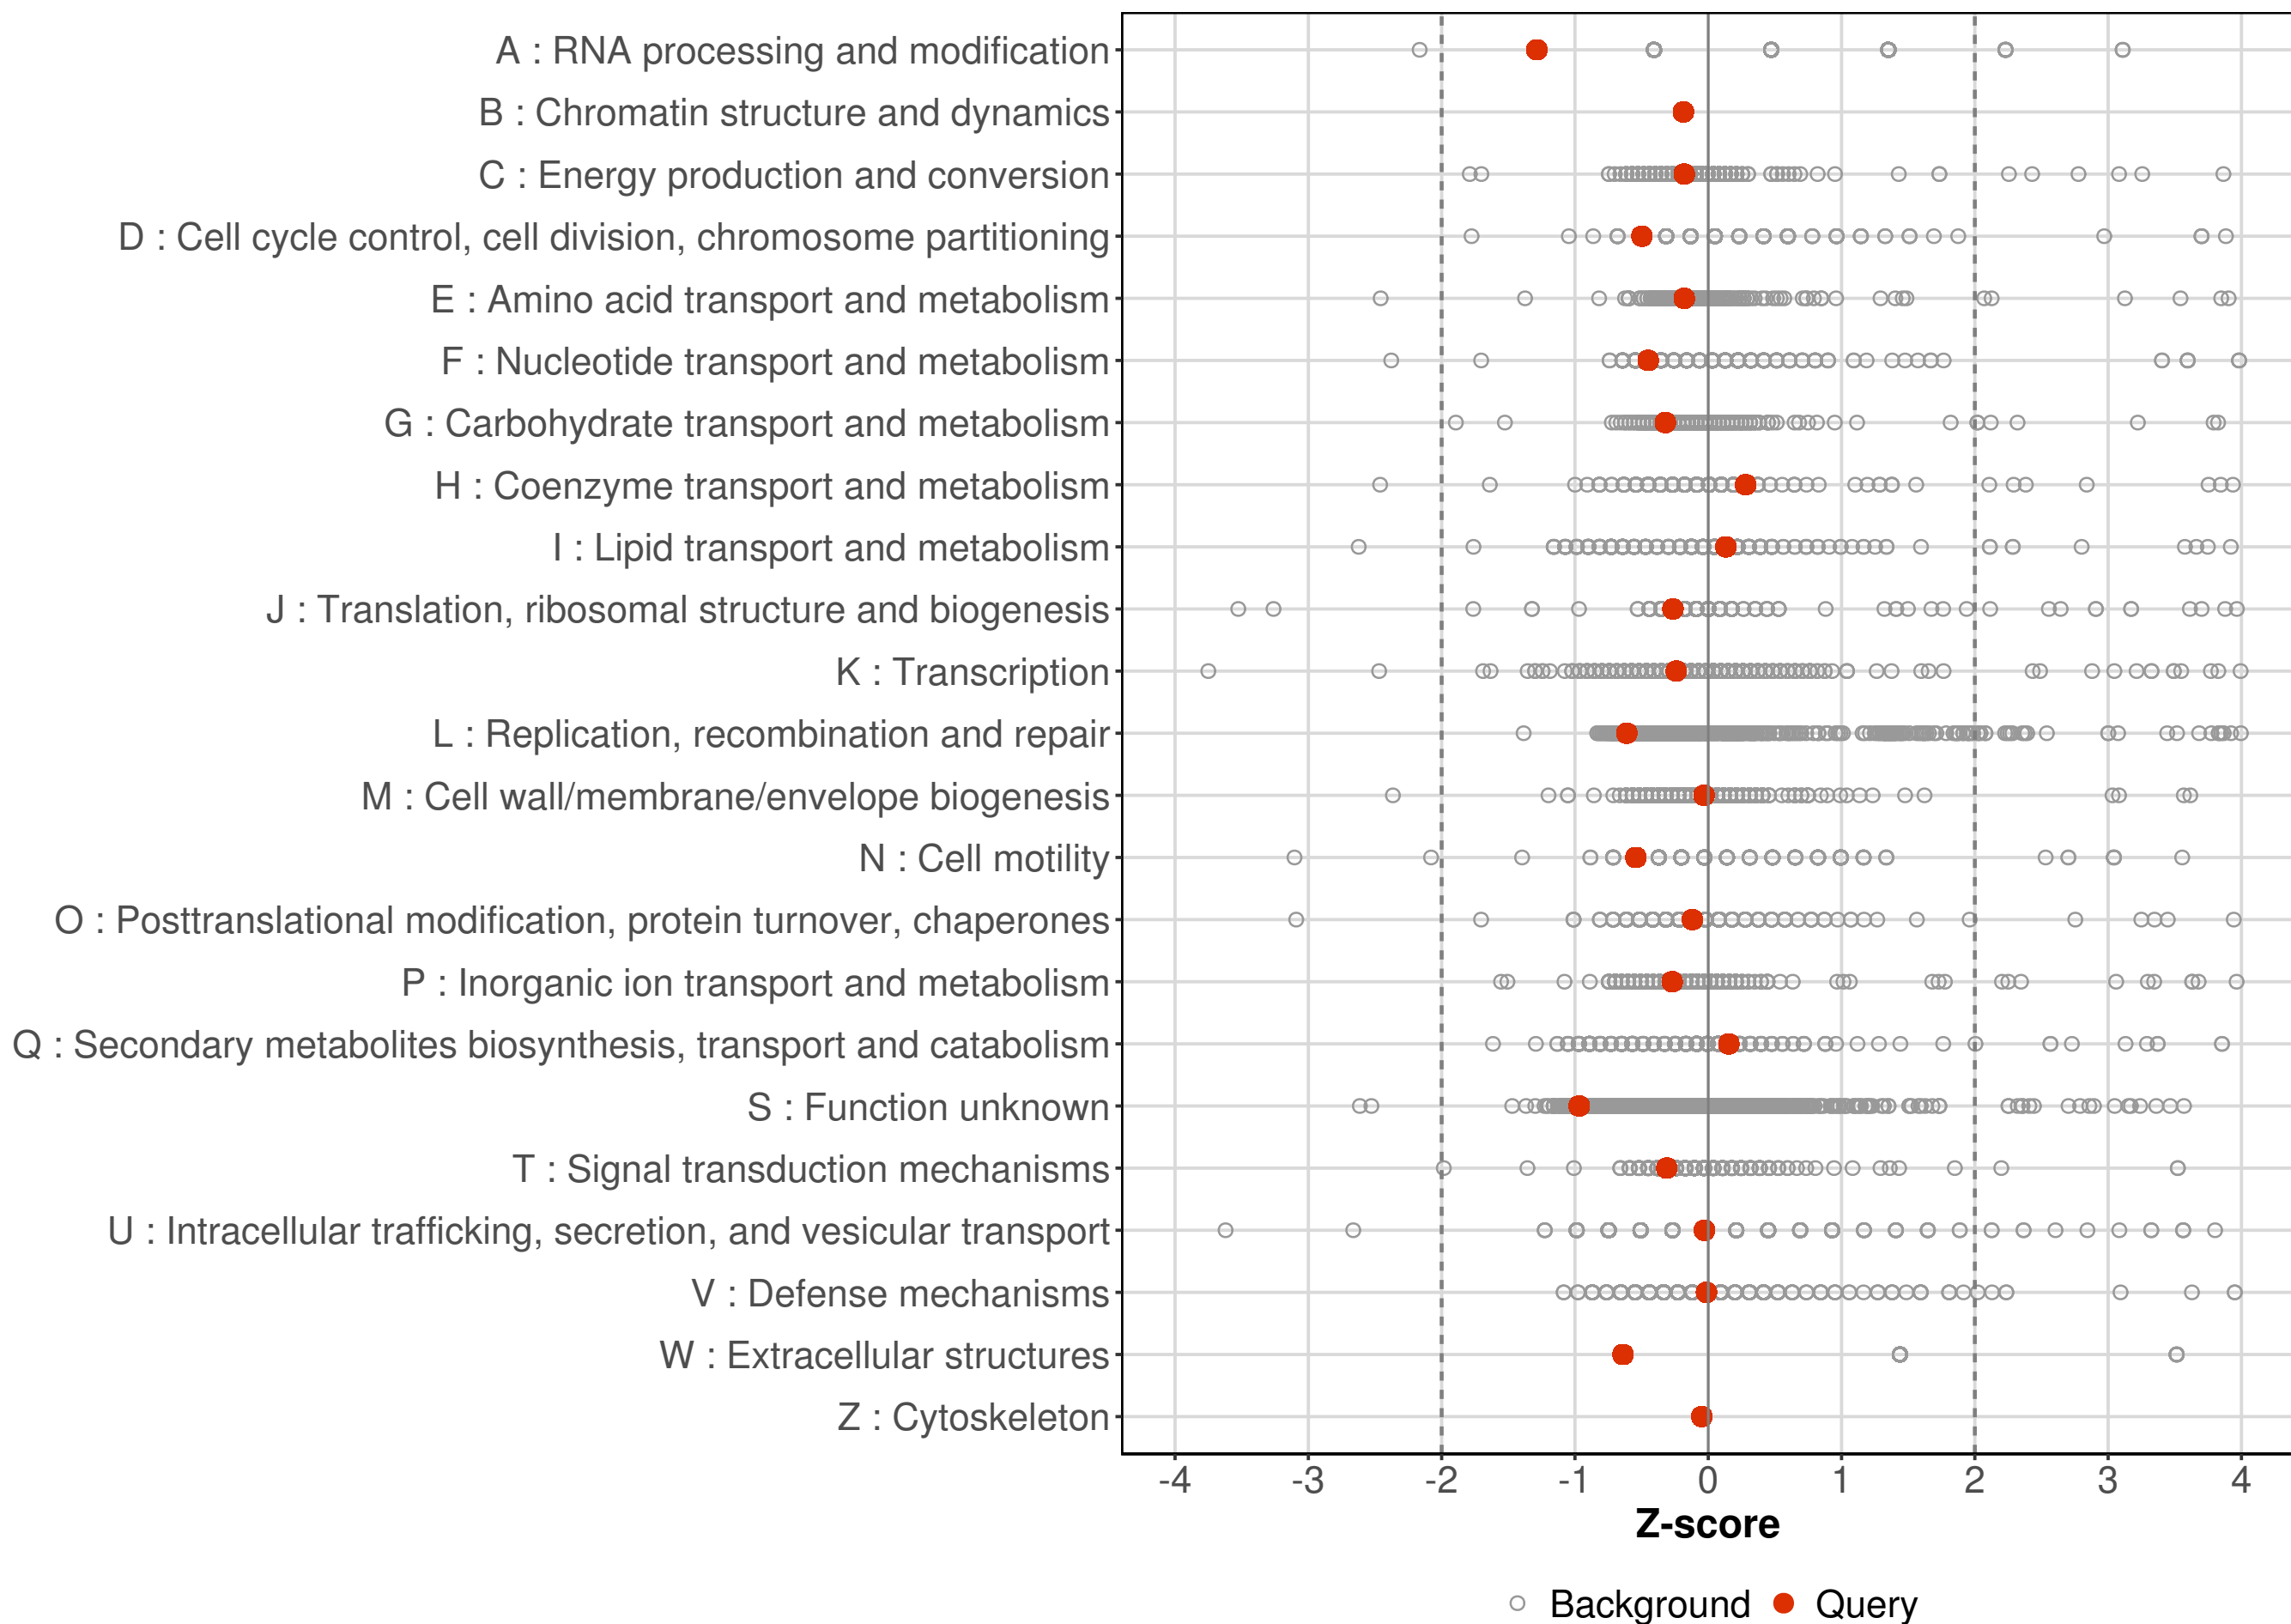 A : RNA processing and modification
B : Chromatin structure and dynamics
C : Energy production and conversion
D : Cell cycle control, cell division, chromosome partitioning
E : Amino acid transport and metabolism
F : Nucleotide transport and metabolism
G : Carbohydrate transport and metabolism
H : Coenzyme transport and metabolism
I : Lipid transport and metabolism
J : Translation, ribosomal structure and biogenesis
K : Transcription
L : Replication, recombination and repair
M : Cell wall/membrane/envelope biogenesis
N : Cell motility
O : Posttranslational modification, protein turnover, chaperones
P : Inorganic ion transport and metabolism
Q : Secondary metabolites biosynthesis, transport and catabolism
S : Function unknown
T : Signal transduction mechanisms
U : Intracellular trafficking, secretion, and vesicular transport
V : Defense mechanisms
W : Extracellular structures
Z : Cytoskeleton
-4 -3 -2 -1 0 1 2 3 4
Z-score
Background Query